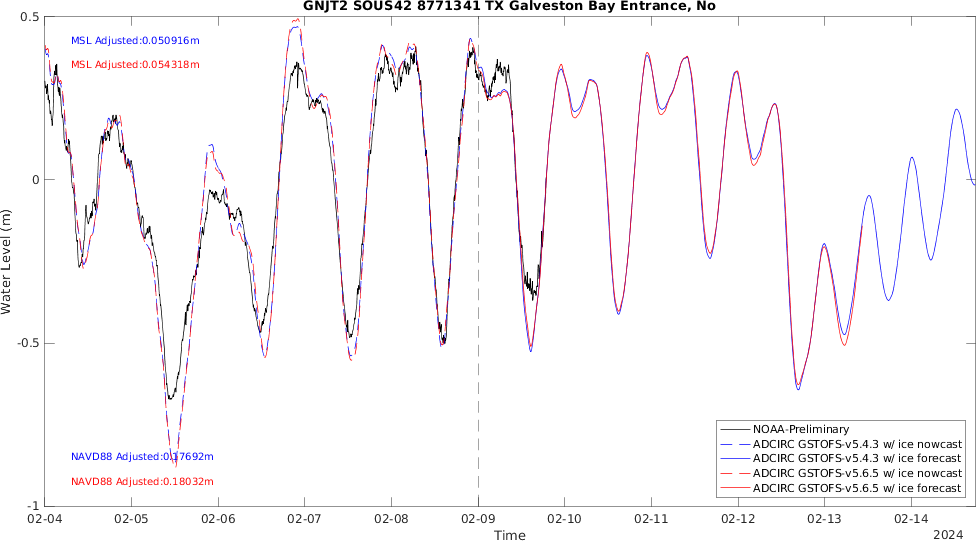 GNJT2 SOUS42 8771341 TX Galveston Bay Entrance, No
0.5
MSL Adjusted:0.050916m
MSL Adjusted:0.054318m
0
Water Level (m)
-0.5
NOAA-Preliminary
ADCIRC GSTOFS-v5.4.3 w/ ice nowcast
NAVD88 Adjusted:0.17692m
ADCIRC GSTOFS-v5.4.3 w/ ice forecast
ADCIRC GSTOFS-v5.6.5 w/ ice nowcast
NAVD88 Adjusted:0.18032m
ADCIRC GSTOFS-v5.6.5 w/ ice forecast
-1
02-04 02-05 02-06 02-07 02-08 02-09 02-10 02-11 02-12 02-13 02-14
Time
2024